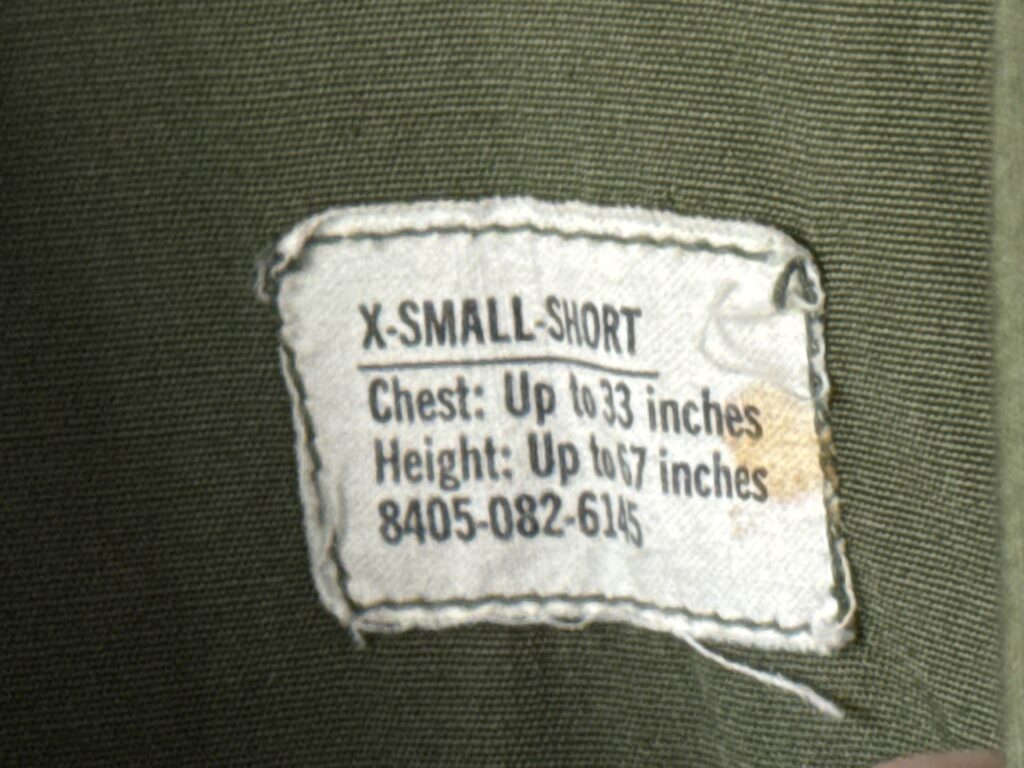 X-SMALL-SHORT
Chest: Up to 33 inches
Height: Up to 67 inches
8405-082-6145